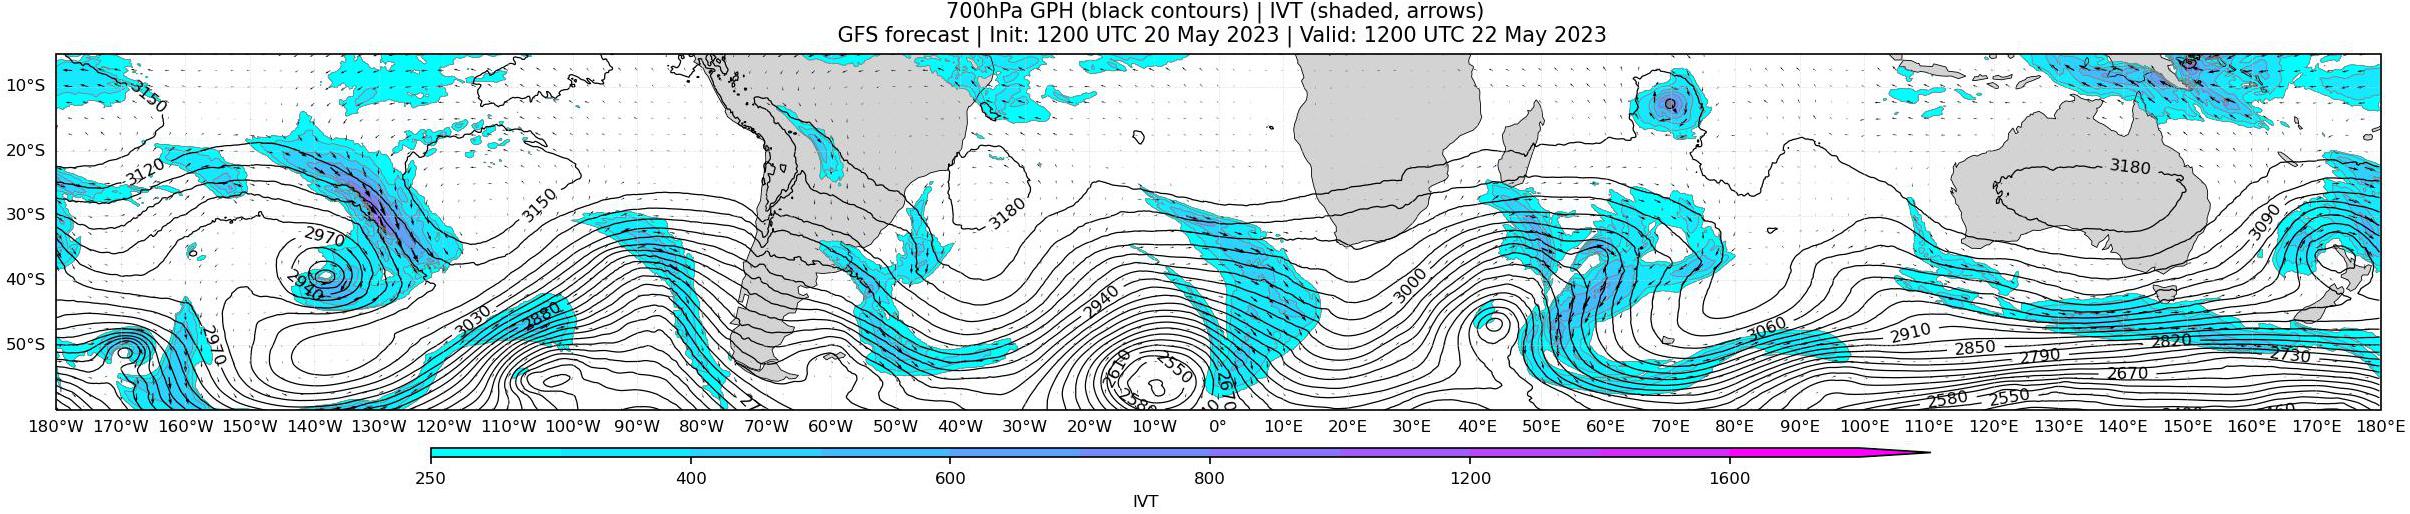 700hPa GPH (black contours) | IVT (shaded, arrows)
GFS forecast | Init: 1200 UTC 20 May 2023 | Valid: 1200 UTC 22 May 2023
10°S
20°S
30°S
40°S
50°S
3150
3120
2970
2940
2970
3030
2880
3150
3180
2940
2610
2550
2580
2670
3000
3060
3180
3090
2910
2850
2790
2820
2730
2670
2580
2550
180°W 170°W 160°W 150°W 140°W 130°W 120°W 110°W 100°W 90°W 80°W 70°W 60°W 50°W 40°W 30°W 20°W 10°W 0° 10°E 20°E 30°E 40°E 50°E 60°E 70°E 80°E 90°E 100°E 110°E 120°E 130°E 140°E 150°E 160°E 170°E 180°E
250 400 600 800 1200 1600
IVT